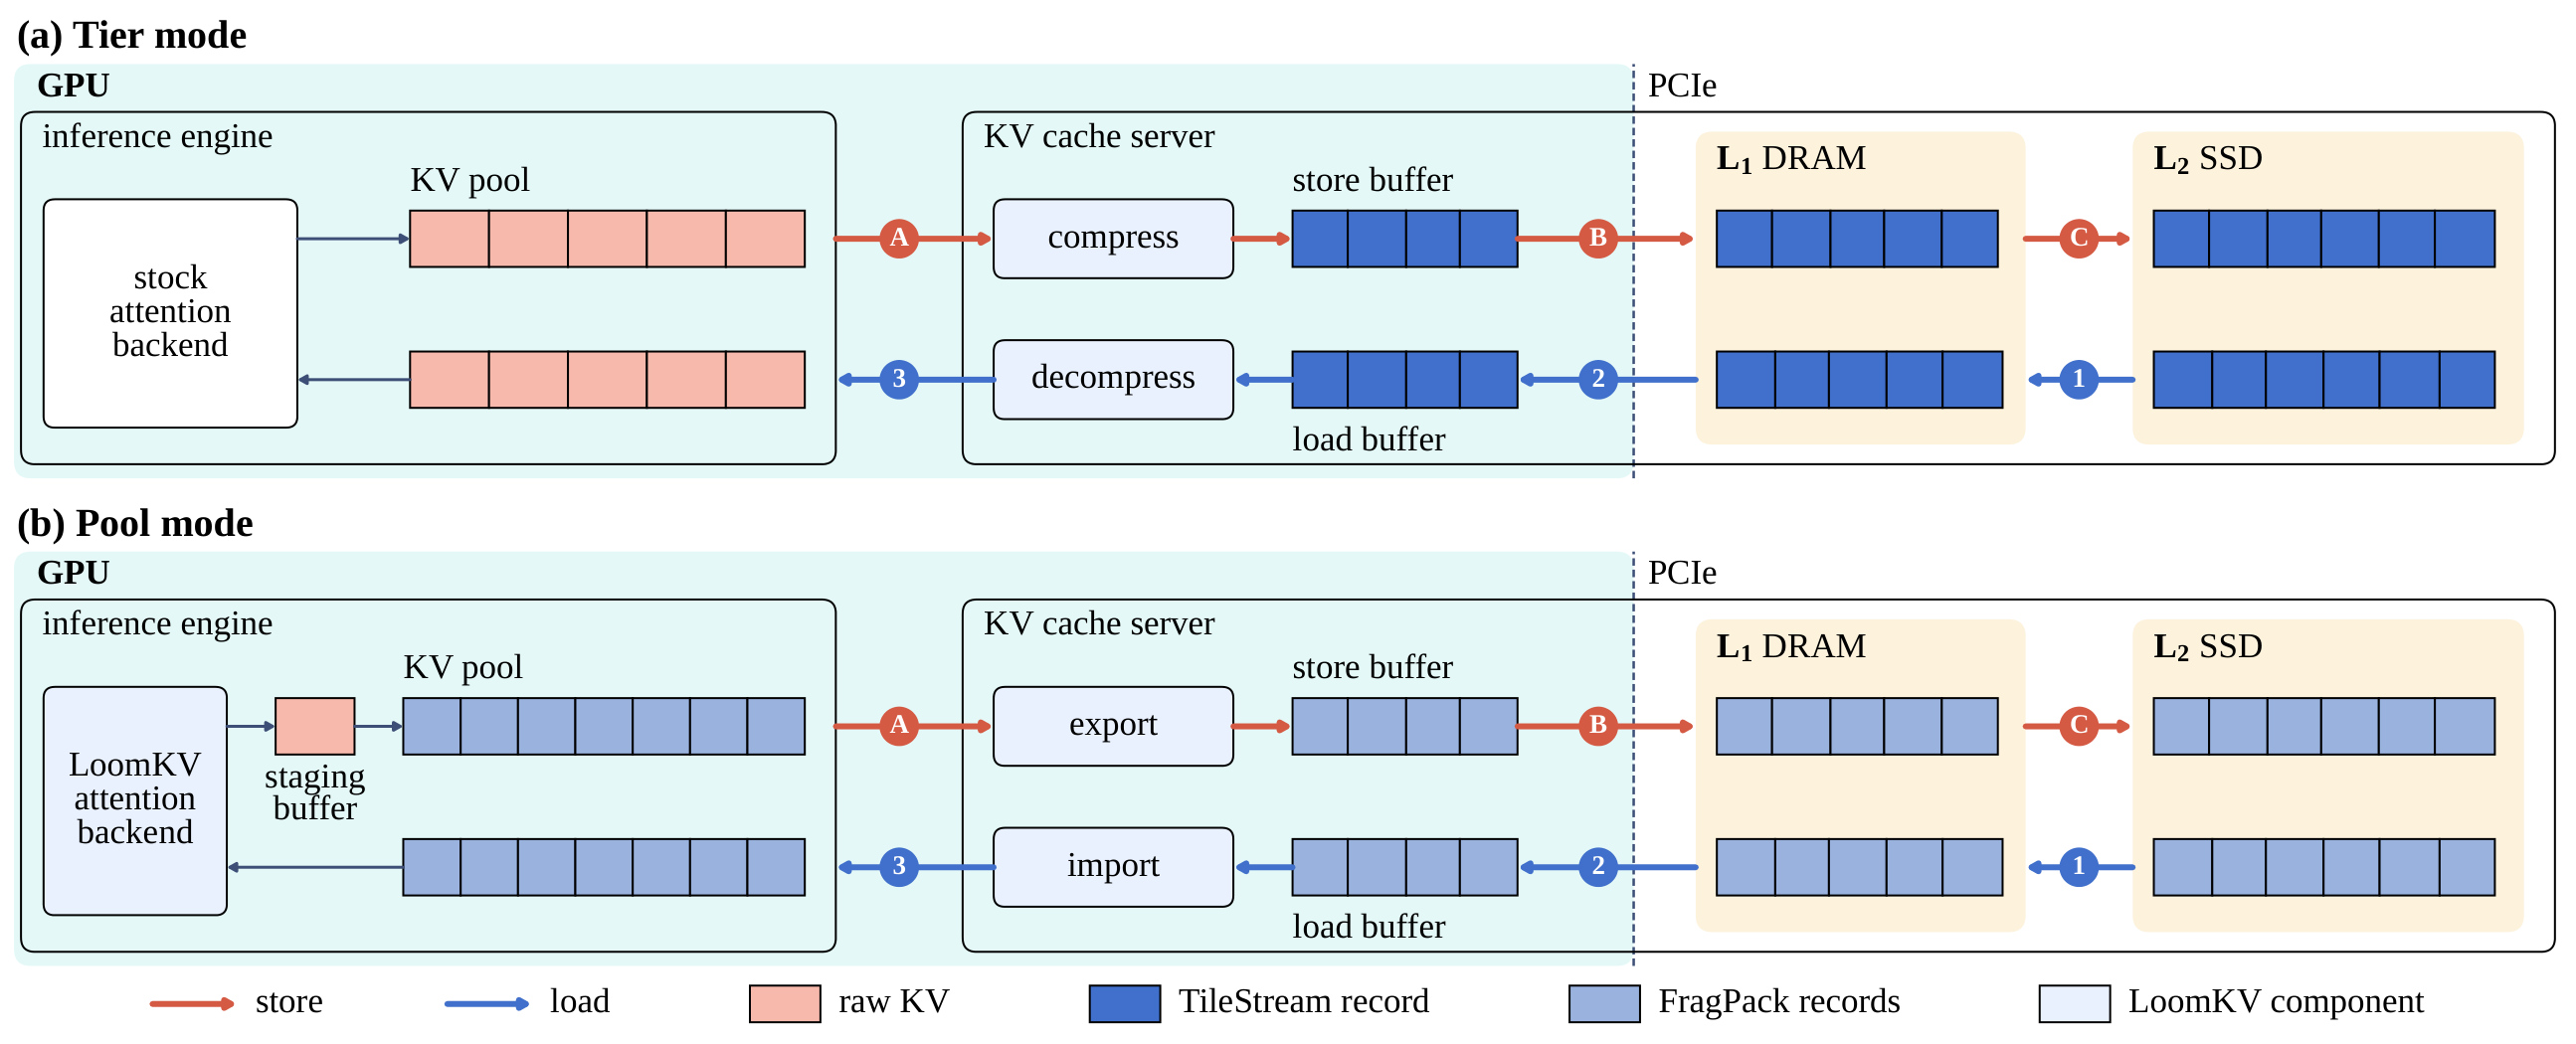 (a) Tier mode
GPU
PCIe
inference engine
KV cache server
L1 DRAM
L2 SSD
KV pool
store buffer
stock
attention
backend
A
compress
B
C
3
decompress
2
1
load buffer
(b) Pool mode
GPU
PCIe
inference engine
KV cache server
L1 DRAM
L2 SSD
KV pool
store buffer
LoomKV
attention
backend
staging
buffer
A
export
B
C
3
import
2
1
load buffer
store
load
raw KV
TileStream record
FragPack records
LoomKV component